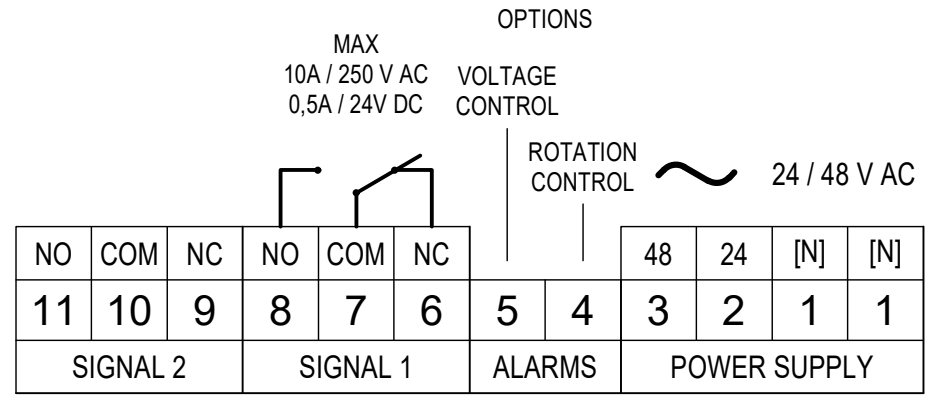 OPTIONS
MAX
10A / 250 V AC
0,5A / 24V DC
VOLTAGE
CONTROL
ROTATION
CONTROL
24 / 48 V AC
NO COM NC NO COM NC 48 24 [N] [N]
11 10 9 8 7 6 5 4 3 2 1 1
SIGNAL 2 SIGNAL 1 ALARMS POWER SUPPLY